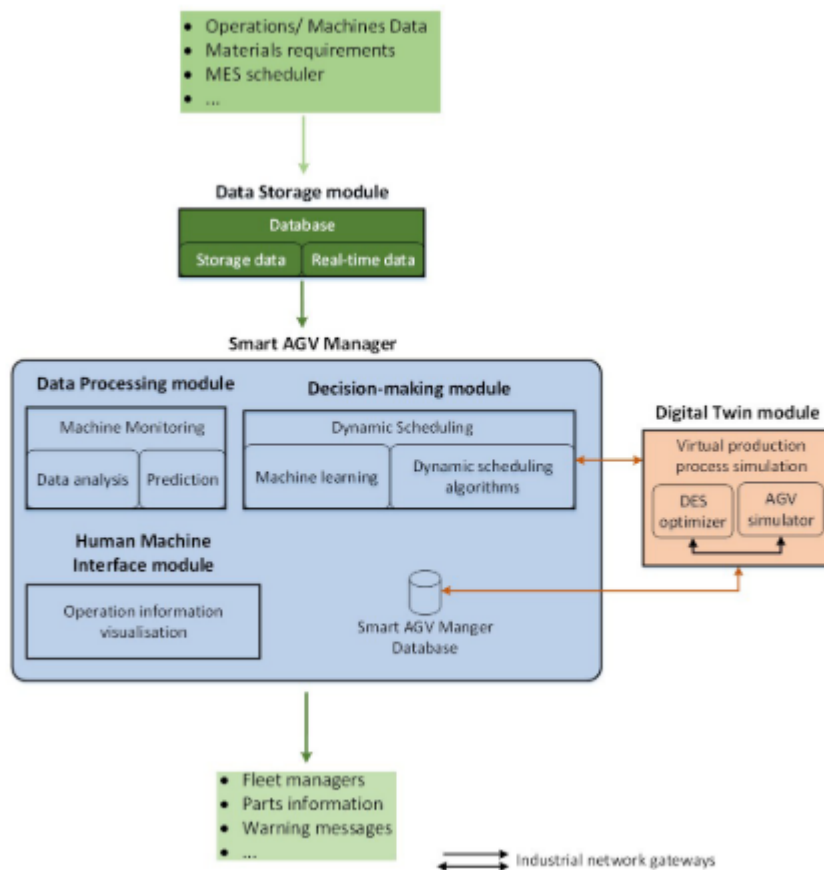 • Operations/ Machines Data
• Materials requirements
• MES scheduler
• ...
Data Storage module
Database
Storage data
Real-time data
Smart AGV Manager
Data Processing module
Machine Monitoring
Data analysis
Prediction
Decision-making module
Dynamic Scheduling
Machine learning
Dynamic scheduling
algorithms
Digital Twin module
Virtual production
process simulation
DES
optimizer
AGV
simulator
Human Machine
Interface module
Operation information
visualisation
Smart AGV Manger
Database
• Fleet managers
• Parts information
• Warning messages
• ...
Industrial network gateways